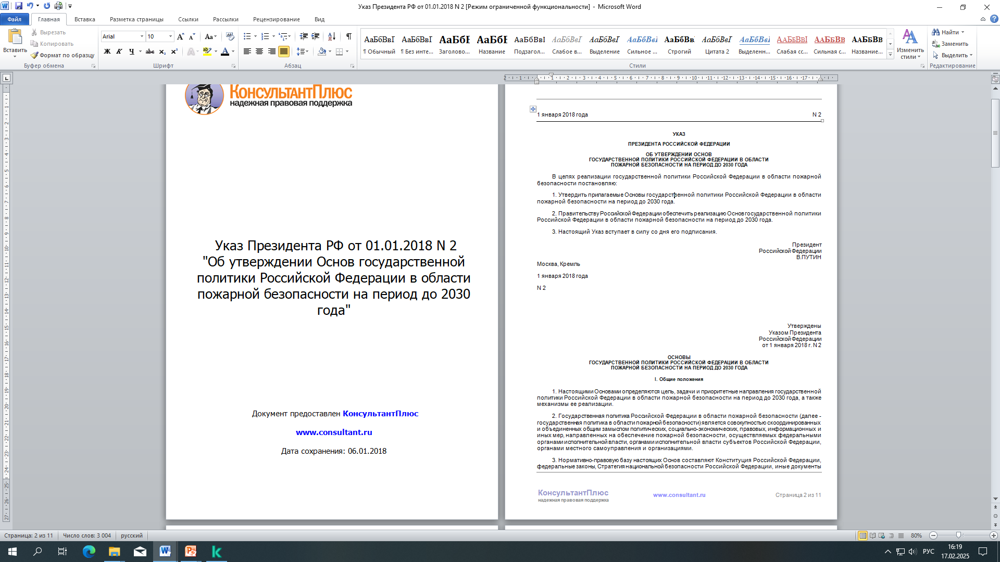 Указ Президента РФ от 01.01.2018 N 2 [Режим ограниченной функциональности] - Microsoft Word
Файл
Главная
Вставка
Разметка страницы
Ссылки
Рассылки
Рецензирование
Вид
Вставить
Вырезать
Копировать
Формат по образцу
Буфер обмена
Arial
10
Шрифт
Абзац
АаБбВвІ
АаБбВвІ
АаБбЕ
АаБбЕ
АаБбВвІ
АаБбВвІ
АаБбВвІ
АаБбВвІ
АаБбВв
АаБбВвІ
АаБбВвІ
АаБбВвІ
АаБбВв
АаБбВв
¶ Обычный
¶ Без инте...
Заголово...
Название
Подзагол...
Слабое в...
Выделение
Сильное ...
Строгий
Цитата 2
Выделенн...
Слабая сс...
Сильная с...
Название...
Стили
Изменить
стили
Найти
Заменить
Выделить
Редактирование
КонсультантПлюс
надежная правовая поддержка
Указ Президента РФ от 01.01.2018 N 2
"Об утверждении Основ государственной
политики Российской Федерации в области
пожарной безопасности на период до 2030
года"
Документ предоставлен КонсультантПлюс
www.consultant.ru
Дата сохранения: 06.01.2018
1 января 2018 года N 2
УКАЗ
ПРЕЗИДЕНТА РОССИЙСКОЙ ФЕДЕРАЦИИ
ОБ УТВЕРЖДЕНИИ ОСНОВ
ГОСУДАРСТВЕННОЙ ПОЛИТИКИ РОССИЙСКОЙ ФЕДЕРАЦИИ В ОБЛАСТИ
ПОЖАРНОЙ БЕЗОПАСНОСТИ НА ПЕРИОД ДО 2030 ГОДА
В целях реализации государственной политики Российской Федерации в области пожарной
безопасности постановляю:
1. Утвердить прилагаемые Основы государственной политики Российской Федерации в области
пожарной безопасности на период до 2030 года.
2. Правительству Российской Федерации обеспечить реализацию Основ государственной политики
Российской Федерации в области пожарной безопасности на период до 2030 года.
3. Настоящий Указ вступает в силу со дня его подписания.
Президент
Российской Федерации
В.ПУТИН
Москва, Кремль
1 января 2018 года
N 2
Утверждены
Указом Президента
Российской Федерации
от 1 января 2018 г. N 2
ОСНОВЫ
ГОСУДАРСТВЕННОЙ ПОЛИТИКИ РОССИЙСКОЙ ФЕДЕРАЦИИ В ОБЛАСТИ
ПОЖАРНОЙ БЕЗОПАСНОСТИ НА ПЕРИОД ДО 2030 ГОДА
I. Общие положения
1. Настоящими Основами определяются цель, задачи и приоритетные направления государственной
политики Российской Федерации в области пожарной безопасности на период до 2030 года, а также
механизмы ее реализации.
2. Государственная политика Российской Федерации в области пожарной безопасности (далее -
государственная политика в области пожарной безопасности) является совокупностью скоординированных
и объединенных общим замыслом политических, социально-экономических, правовых, информационных и
иных мер, направленных на обеспечение пожарной безопасности, осуществляемых федеральными
органами исполнительной власти, органами исполнительной власти субъектов Российской Федерации,
органами местного самоуправления и организациями.
3. Нормативно-правовую базу настоящих Основ составляют Конституция Российской Федерации,
федеральные законы, Стратегия национальной безопасности Российской Федерации, иные документы
КонсультантПлюс
надежная правовая поддержка
www.consultant.ru
Страница 2 из 11
Страница: 2 из 11
Число слов: 3 004
русский
80%
РУС
16:19
17.02.2025